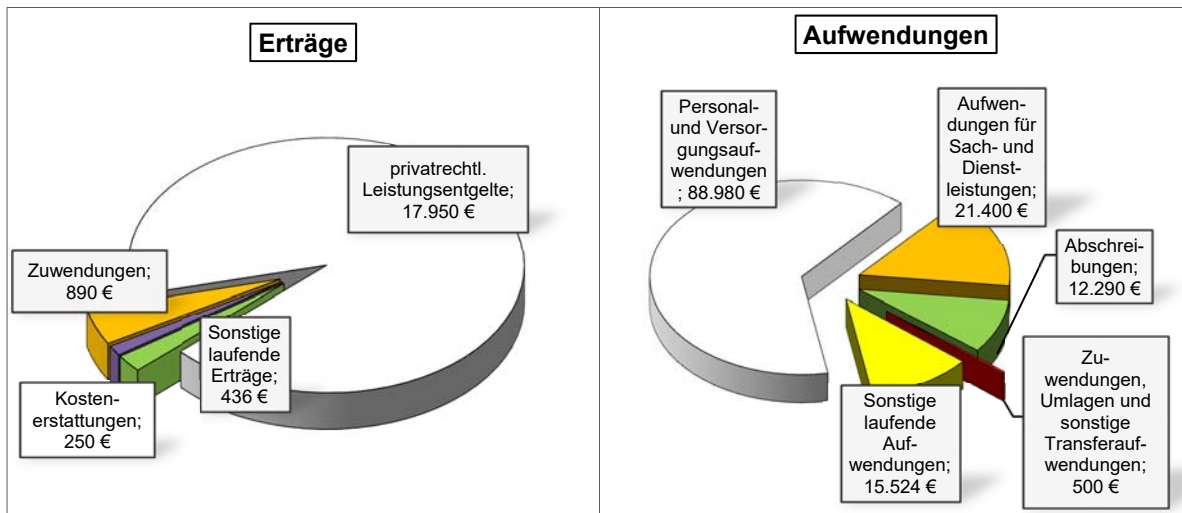 Erträge
privatrechtl.
Leistungsentgelte;
17.950 €
Zuwendungen;
890 €
Sonstige
laufende
Erträge;
436 €
Kosten-
erstattungen;
250 €
Aufwendungen
Personal-
und Versor-
gungsaufwendungen
; 88.980 €
Aufwen-
dungen für
Sach- und
Dienst-
leistungen;
21.400 €
Abschrei-
bungen;
12.290 €
Zu-
wendungen,
Umlagen und
sonstige
Transferauf-
wendungen;
500 €
Sonstige
laufende
Auf-
wendungen;
15.524 €